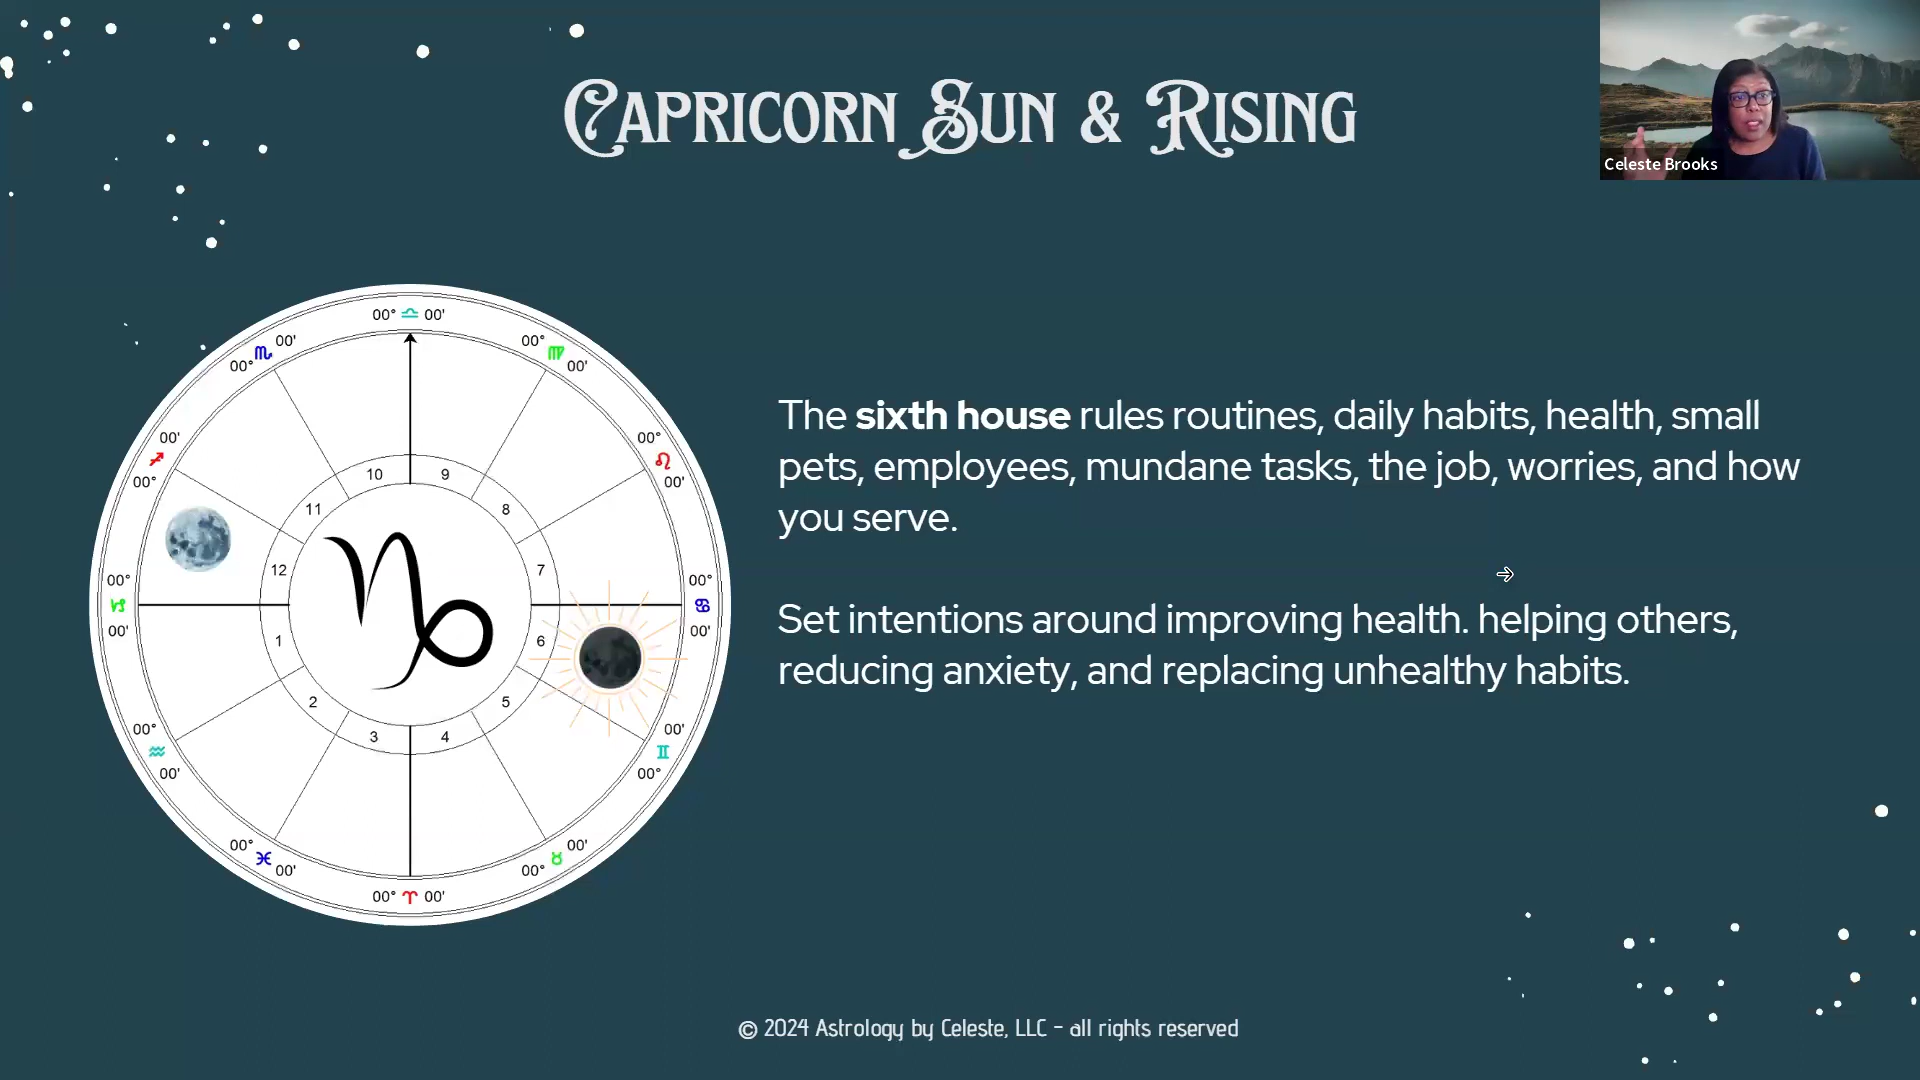 Capricorn Sun & Rising
Celeste Brooks
The sixth house rules routines, daily habits, health, small
pets, employees, mundane tasks, the job, worries, and how
you serve.
Set intentions around improving health. helping others,
reducing anxiety, and replacing unhealthy habits.
00° ♎ 00'
00° ♏ 00'
00° ♍ 00'
00' ♐ 00°
00° ♌ 00'
00° ♑ 00'
00° ♋ 00'
00° ♒ 00'
00' ♊ 00°
00° ♓ 00'
00° ♉ 00'
00° ♈ 00'
10
9
11
8
12
7
1
6
2
5
3
4
♑
© 2024 Astrology by Celeste, LLC - all rights reserved